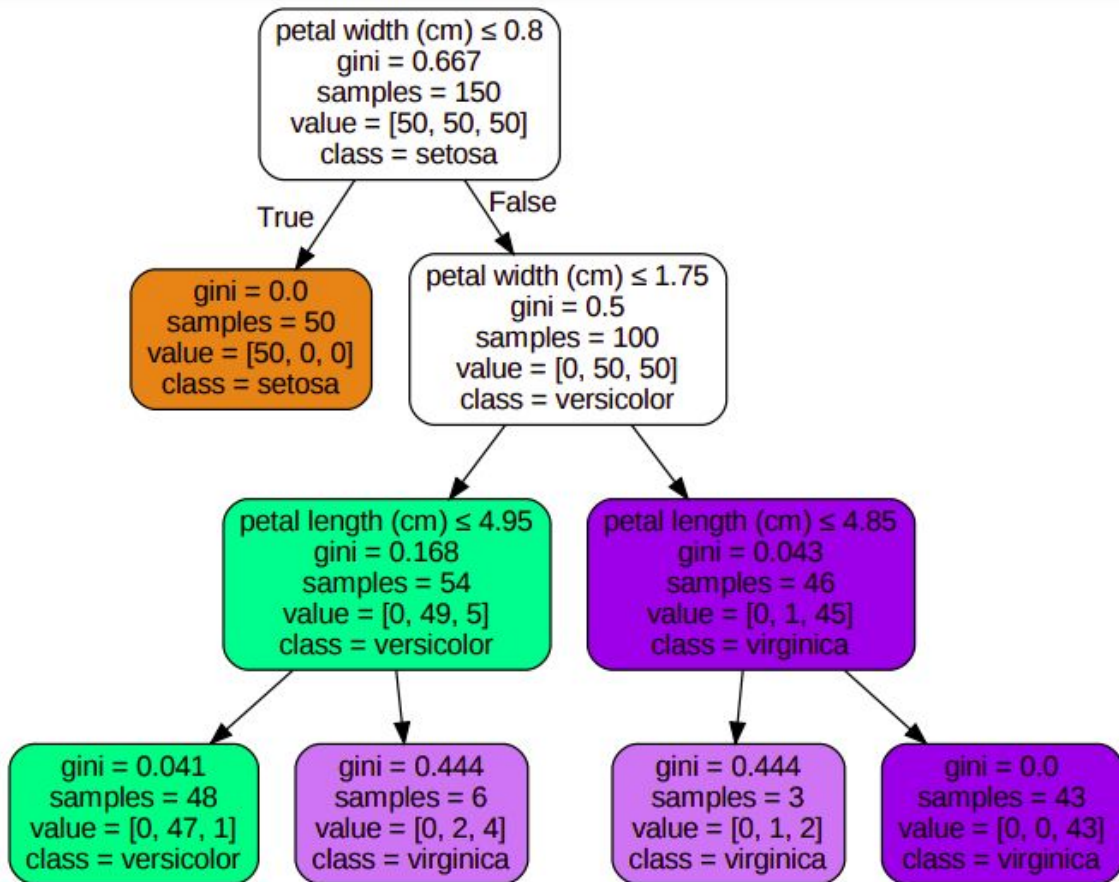 petal width (cm) ≤ 0.8
gini = 0.667
samples = 150
value = [50, 50, 50]
class = setosa
True
False
gini = 0.0
samples = 50
value = [50, 0, 0]
class = setosa
petal width (cm) ≤ 1.75
gini = 0.5
samples = 100
value = [0, 50, 50]
class = versicolor
petal length (cm) ≤ 4.95
gini = 0.168
samples = 54
value = [0, 49, 5]
class = versicolor
petal length (cm) ≤ 4.85
gini = 0.043
samples = 46
value = [0, 1, 45]
class = virginica
gini = 0.041
samples = 48
value = [0, 47, 1]
class = versicolor
gini = 0.444
samples = 6
value = [0, 2, 4]
class = virginica
gini = 0.444
samples = 3
value = [0, 1, 2]
class = virginica
gini = 0.0
samples = 43
value = [0, 0, 43]
class = virginica